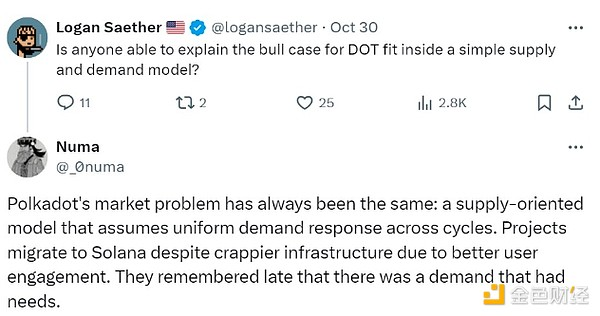 Logan Saether 🇺🇸 @logansaether · Oct 30
Is anyone able to explain the bull case for DOT fit inside a simple supply
and demand model?
11 2 25 2.8K
Numa
@_0numa
Polkadot's market problem has always been the same: a supply-oriented
model that assumes uniform demand response across cycles. Projects
migrate to Solana despite crappier infrastructure due to better user
engagement. They remembered late that there was a demand that had
needs.
金色财经